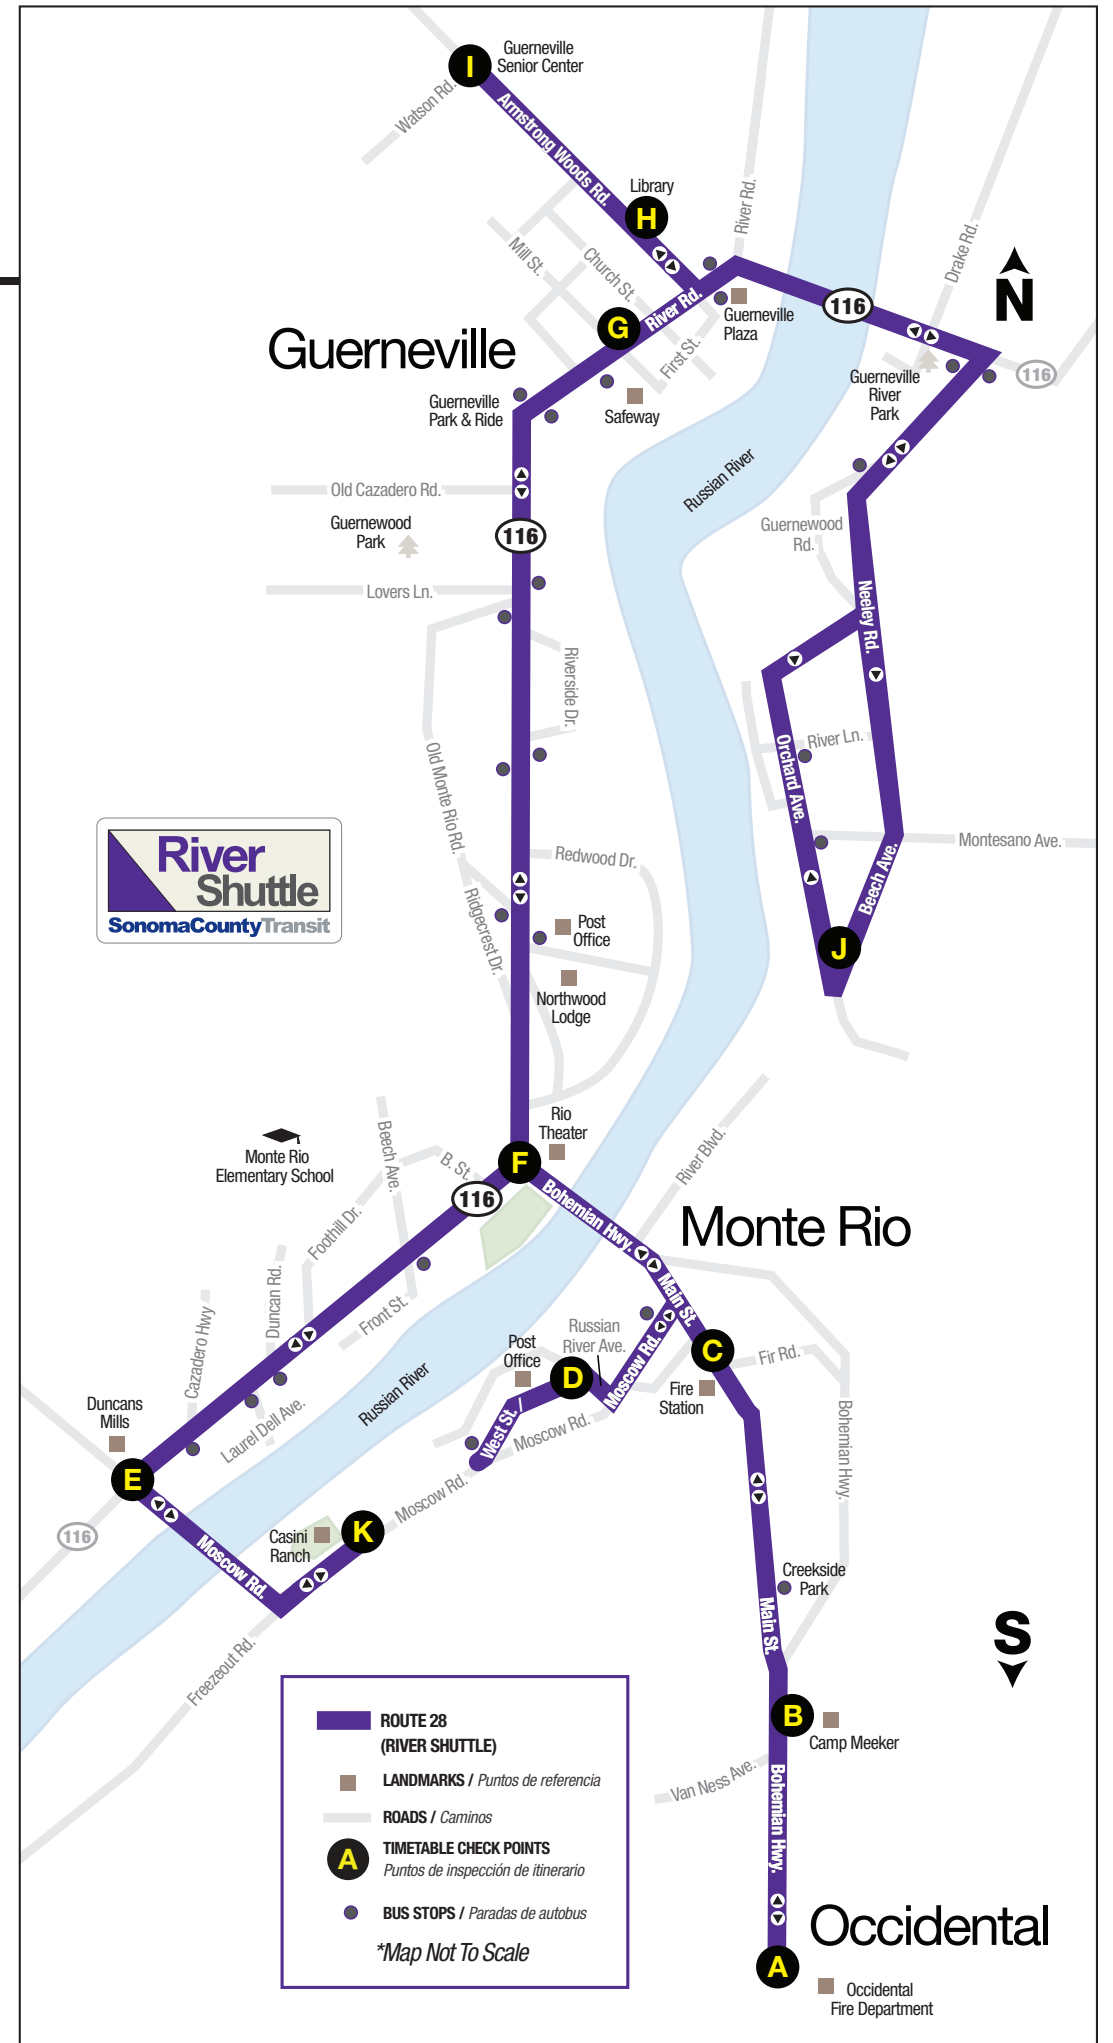 I
Guerneville
Senior Center
Watson Rd.
Armstrong Woods Rd.
Library
H
River Rd.
Drake Rd.
N
Mill St.
Church St.
River Rd.
116
G
Guerneville
Plaza
First St.
Guerneville
116
Guerneville
River
Park
Guerneville
Park & Ride
Safeway
Russian River
Old Cazadero Rd.
Guernewood
Park
116
Guernewood
Rd.
Lovers Ln.
Neeley Rd.
Riverside Dr.
River Ln.
Orchard Ave.
Old Monte Rio Rd.
River
Shuttle
SonomaCountyTransit
Redwood Dr.
Montesano Ave.
Beech Ave.
Ridgecrest Dr.
Post
Office
J
Northwood
Lodge
Rio
Theater
Monte Rio
Elementary School
Beech Ave.
B. St.
F
River Blvd.
116
Bohemian Hwy.
Monte Rio
Foothill Dr.
Duncan Rd.
Cazadero Hwy
Front St.
Main St.
Russian
River Ave.
Moscow Rd.
C
Fir Rd.
Post
Office
D
Fire
Station
Russian River
Duncans
Mills
Laurel Dell Ave.
West St.
Moscow Rd.
Bohemian Hwy.
E
Moscow Rd.
116
Casini
Ranch
K
Moscow Rd.
Creekside
Park
Main St.
S
Freezeout Rd.
B
Camp Meeker
Van Ness Ave.
Bohemian Hwy.
ROUTE 28
(RIVER SHUTTLE)
LANDMARKS / Puntos de referencia
ROADS / Caminos
A
TIMETABLE CHECK POINTS
Puntos de inspección de itinerario
BUS STOPS / Paradas de autobus
*Map Not To Scale
Occidental
A
Occidental
Fire Department